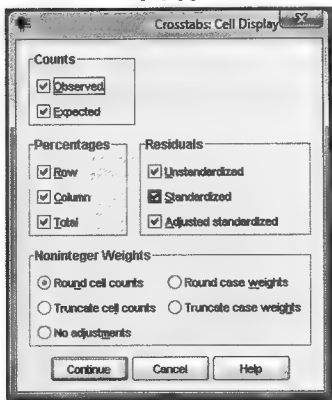 Crosstabs: Cell Display
Counts
Observed
Expected
Percentages
Row
Column
Total
Residuals
Unstandardized
Standardized
Adjusted standardized
Noninteger Weights
Round cell counts
Round case weights
Truncate cell counts
Truncate case weights
No adjustments
Continue
Cancel
Help